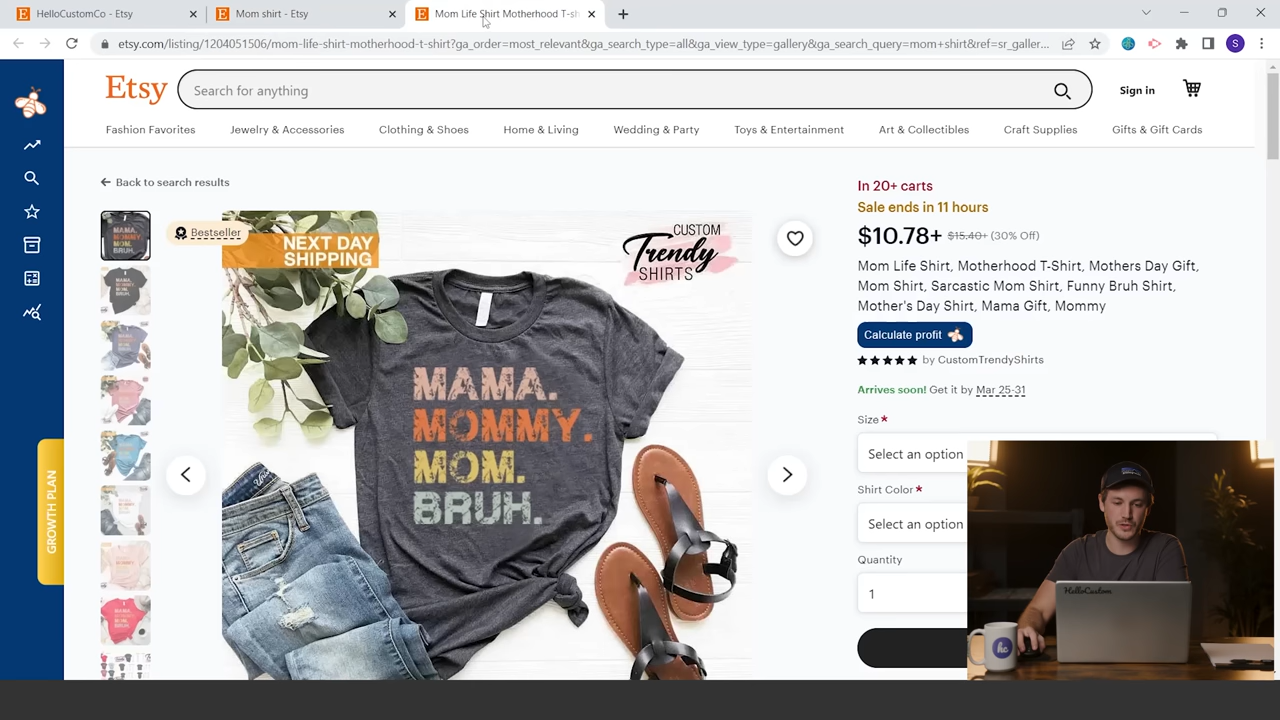 HelloCustomCo - Etsy
Mom shirt - Etsy
Mom Life Shirt Motherhood T-sh
etsy.com/listing/1204051506/mom-life-shirt-motherhood-t-shirt?ga_order=most_relevant&ga_search_type=all&ga_view_type=gallery&ga_search_query=mom+shirt&ref=sr_galler...
S
Etsy
Search for anything
Sign in
Fashion Favorites
Jewelry & Accessories
Clothing & Shoes
Home & Living
Wedding & Party
Toys & Entertainment
Art & Collectibles
Craft Supplies
Gifts & Gift Cards
Back to search results
Bestseller
NEXT DAY
SHIPPING
CUSTOM
Trendy
SHIRTS
MAMA.
MOMMY.
MOM.
BRUH.
In 20+ carts
Sale ends in 11 hours
$10.78+ $15.40+ (30% Off)
Mom Life Shirt, Motherhood T-Shirt, Mothers Day Gift,
Mom Shirt, Sarcastic Mom Shirt, Funny Bruh Shirt,
Mother's Day Shirt, Mama Gift, Mommy
Calculate profit
by CustomTrendyShirts
Arrives soon! Get it by Mar 25-31
Size*
Select an option
Shirt Color*
Select an option
Quantity
1
GROWTH PLAN
HelloCustom
hc